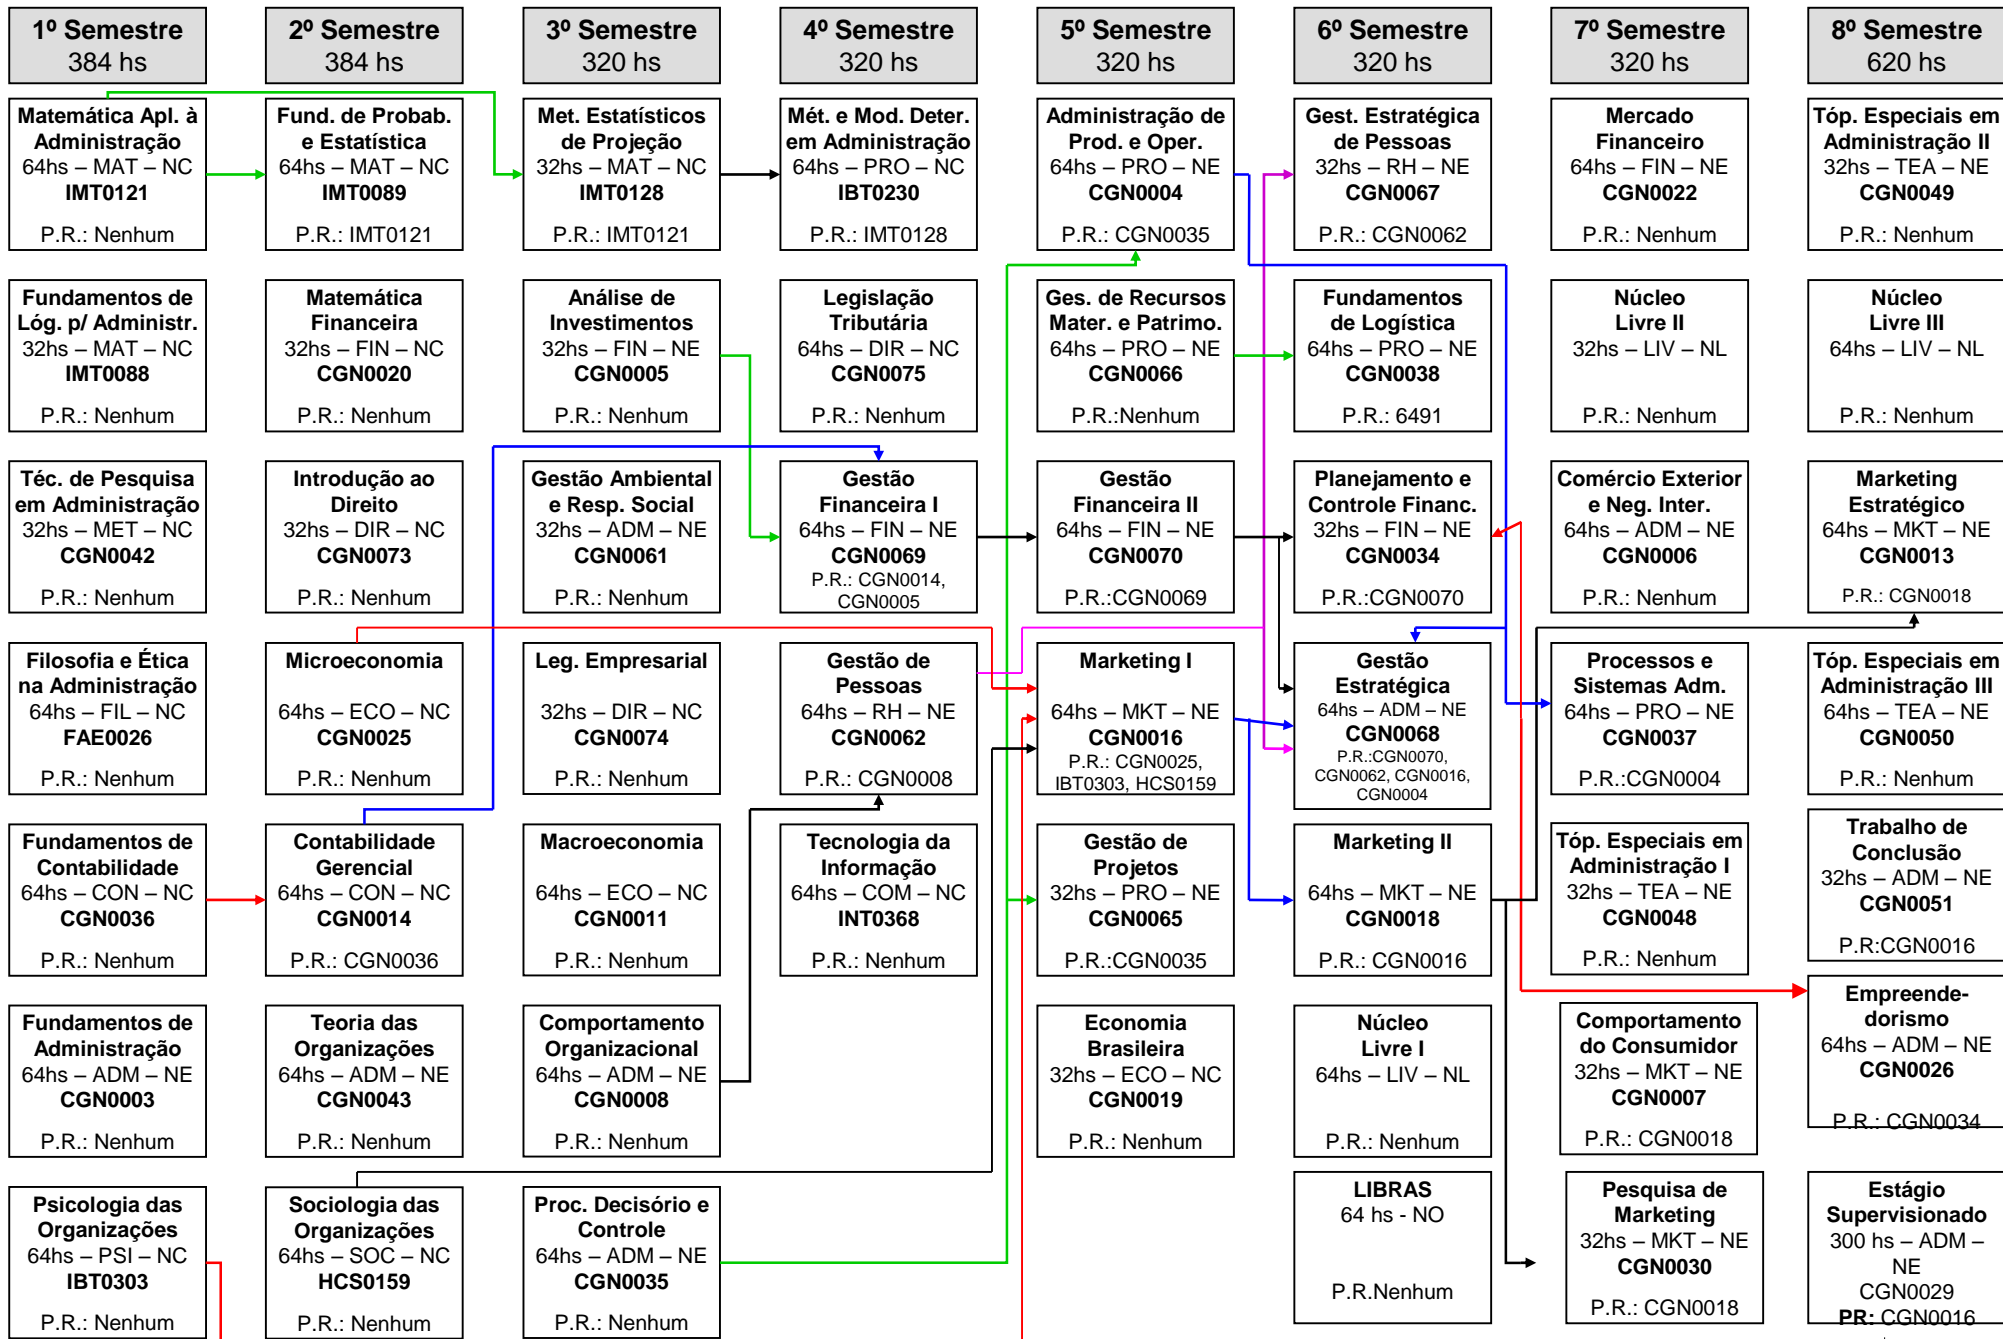 1º Semestre
384 hs
2º Semestre
384 hs
3º Semestre
320 hs
4º Semestre
320 hs
5º Semestre
320 hs
6º Semestre
320 hs
7º Semestre
320 hs
8º Semestre
620 hs
Matemática Apl. à
Administração
64hs – MAT – NC
IMT0121
P.R.: Nenhum
Fund. de Probab.
e Estatística
64hs – MAT – NC
IMT0089
P.R.: IMT0121
Met. Estatísticos
de Projeção
32hs – MAT – NC
IMT0128
P.R.: IMT0121
Mét. e Mod. Deter.
em Administração
64hs – PRO – NC
IBT0230
P.R.: IMT0128
Administração de
Prod. e Oper.
64hs – PRO – NE
CGN0004
P.R.: CGN0035
Gest. Estratégica
de Pessoas
32hs – RH – NE
CGN0067
P.R.: CGN0062
Mercado
Financeiro
64hs – FIN – NE
CGN0022
P.R.: Nenhum
Tóp. Especiais em
Administração II
32hs – TEA – NE
CGN0049
P.R.: Nenhum
Fundamentos de
Lóg. p/ Administr.
32hs – MAT – NC
IMT0088
P.R.: Nenhum
Matemática
Financeira
32hs – FIN – NC
CGN0020
P.R.: Nenhum
Análise de
Investimentos
32hs – FIN – NE
CGN0005
P.R.: Nenhum
Legislação
Tributária
64hs – DIR – NC
CGN0075
P.R.: Nenhum
Ges. de Recursos
Mater. e Patrimo.
64hs – PRO – NE
CGN0066
P.R.:Nenhum
Fundamentos
de Logística
64hs – PRO – NE
CGN0038
P.R.: 6491
Núcleo
Livre II
32hs – LIV – NL
P.R.: Nenhum
Núcleo
Livre III
64hs – LIV – NL
P.R.: Nenhum
Téc. de Pesquisa
em Administração
32hs – MET – NC
CGN0042
P.R.: Nenhum
Introdução ao
Direito
32hs – DIR – NC
CGN0073
P.R.: Nenhum
Gestão Ambiental
e Resp. Social
32hs – ADM – NE
CGN0061
P.R.: Nenhum
Gestão
Financeira I
64hs – FIN – NE
CGN0069
P.R.: CGN0014,
CGN0005
Gestão
Financeira II
64hs – FIN – NE
CGN0070
P.R.:CGN0069
Planejamento e
Controle Financ.
32hs – FIN – NE
CGN0034
P.R.:CGN0070
Comércio Exterior
e Neg. Inter.
64hs – ADM – NE
CGN0006
P.R.: Nenhum
Marketing
Estratégico
64hs – MKT – NE
CGN0013
P.R.: CGN0018
Filosofia e Ética
na Administração
64hs – FIL – NC
FAE0026
P.R.: Nenhum
Microeconomia
64hs – ECO – NC
CGN0025
P.R.: Nenhum
Leg. Empresarial
32hs – DIR – NC
CGN0074
P.R.: Nenhum
Gestão de
Pessoas
64hs – RH – NE
CGN0062
P.R.: CGN0008
Marketing I
64hs – MKT – NE
CGN0016
P.R.: CGN0025,
IBT0303, HCS0159
Gestão
Estratégica
64hs – ADM – NE
CGN0068
P.R.:CGN0070,
CGN0062, CGN0016,
CGN0004
Processos e
Sistemas Adm.
64hs – PRO – NE
CGN0037
P.R.:CGN0004
Tóp. Especiais em
Administração III
64hs – TEA – NE
CGN0050
P.R.: Nenhum
Fundamentos de
Contabilidade
64hs – CON – NC
CGN0036
P.R.: Nenhum
Contabilidade
Gerencial
64hs – CON – NC
CGN0014
P.R.: CGN0036
Macroeconomia
64hs – ECO – NC
CGN0011
P.R.: Nenhum
Tecnologia da
Informação
64hs – COM – NC
INT0368
P.R.: Nenhum
Gestão de
Projetos
32hs – PRO – NE
CGN0065
P.R.:CGN0035
Marketing II
64hs – MKT – NE
CGN0018
P.R.: CGN0016
Tóp. Especiais em
Administração I
32hs – TEA – NE
CGN0048
P.R.: Nenhum
Trabalho de
Conclusão
32hs – ADM – NE
CGN0051
P.R:CGN0016
Fundamentos de
Administração
64hs – ADM – NE
CGN0003
P.R.: Nenhum
Teoria das
Organizações
64hs – ADM – NE
CGN0043
P.R.: Nenhum
Comportamento
Organizacional
64hs – ADM – NE
CGN0008
P.R.: Nenhum
Economia
Brasileira
32hs – ECO – NC
CGN0019
P.R.: Nenhum
Núcleo
Livre I
64hs – LIV – NL
P.R.: Nenhum
Comportamento
do Consumidor
32hs – MKT – NE
CGN0007
P.R.: CGN0018
Empreende-
dorismo
64hs – ADM – NE
CGN0026
P.R.: CGN0034
Psicologia das
Organizações
64hs – PSI – NC
IBT0303
P.R.: Nenhum
Sociologia das
Organizações
64hs – SOC – NC
HCS0159
P.R.: Nenhum
Proc. Decisório e
Controle
64hs – ADM – NE
CGN0035
P.R.: Nenhum
LIBRAS
64 hs - NO
P.R.Nenhum
Pesquisa de
Marketing
32hs – MKT – NE
CGN0030
P.R.: CGN0018
Estágio
Supervisionado
300 hs – ADM –
NE
CGN0029
PR: CGN0016